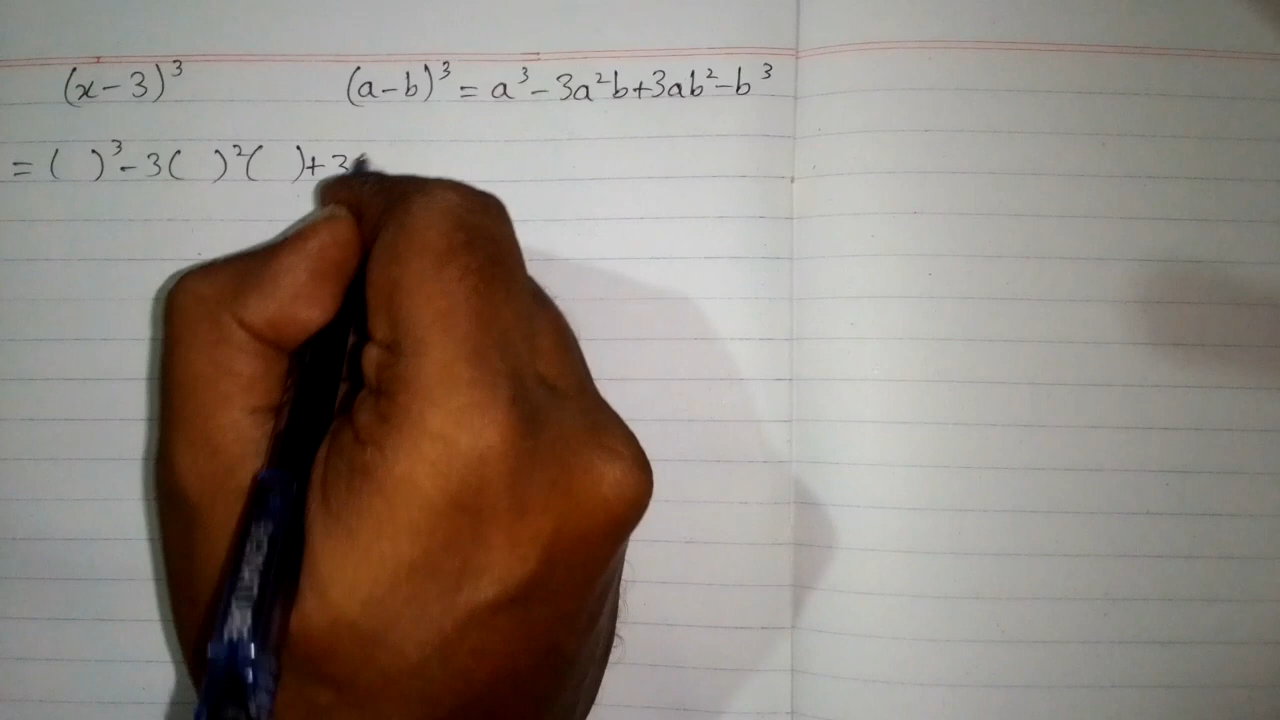 (x-3)³ (a-b)³ = a³-3a²b+3ab²-b³
= ( )³-3( )²( )+3